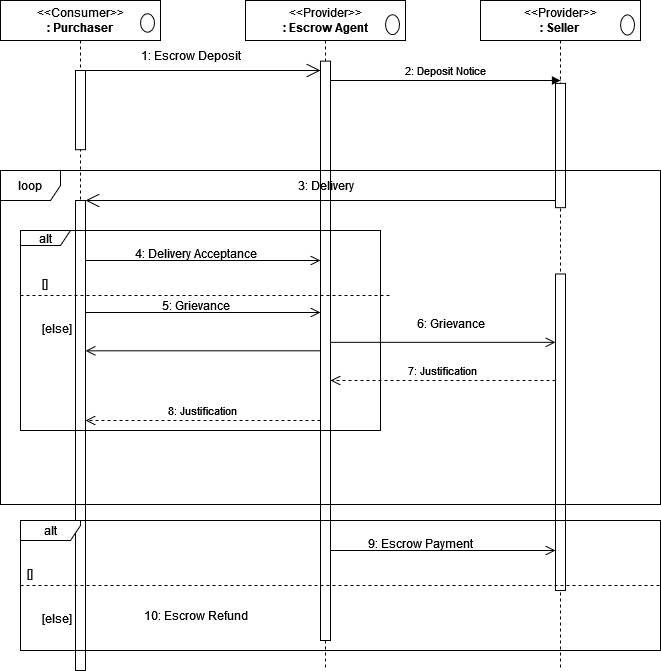 <<Consumer>>
: Purchaser
<<Provider>>
: Escrow Agent
<<Provider>>
: Seller
1: Escrow Deposit
2: Deposit Notice
loop
3: Delivery
alt
4: Delivery Acceptance
[]
5: Grievance
[else]
6: Grievance
7: Justification
8: Justification
alt
9: Escrow Payment
[]
[else]
10: Escrow Refund